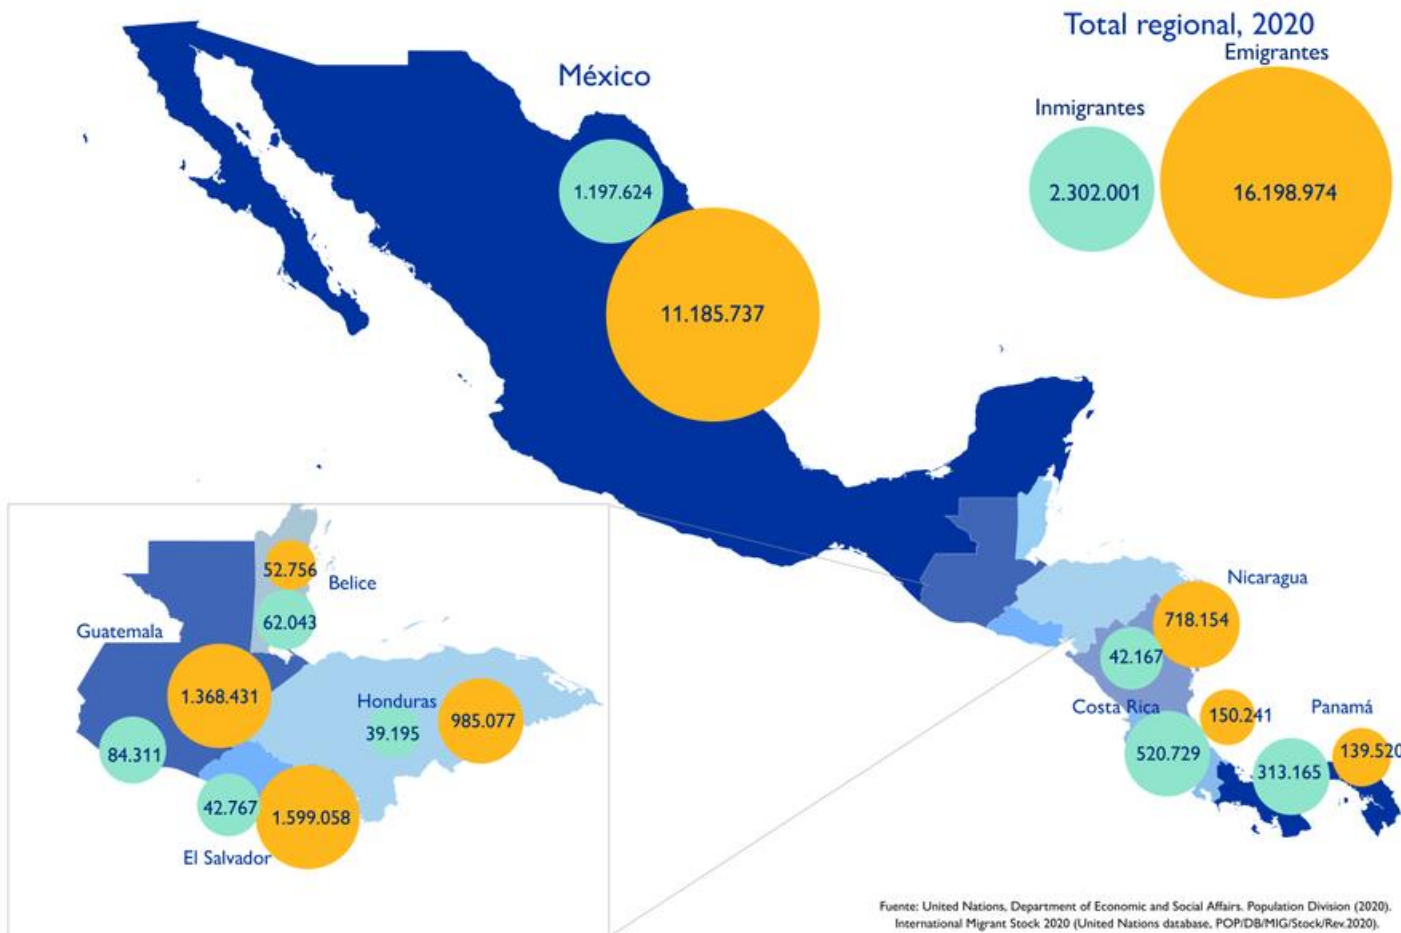 Total regional, 2020
Emigrantes
Inmigrantes
2.302.001
16.198.974
México
1.197.624
11.185.737
Belice
52.756
62.043
Guatemala
1.368.431
84.311
Honduras
39.195
985.077
42.767
1.599.058
El Salvador
Nicaragua
718.154
42.167
Costa Rica
150.241
520.729
Panamá
139.520
313.165
Fuente: United Nations, Department of Economic and Social Affairs. Population Division (2020).
International Migrant Stock 2020 (United Nations database, POP/DB/MIG/Stock/Rev.2020).